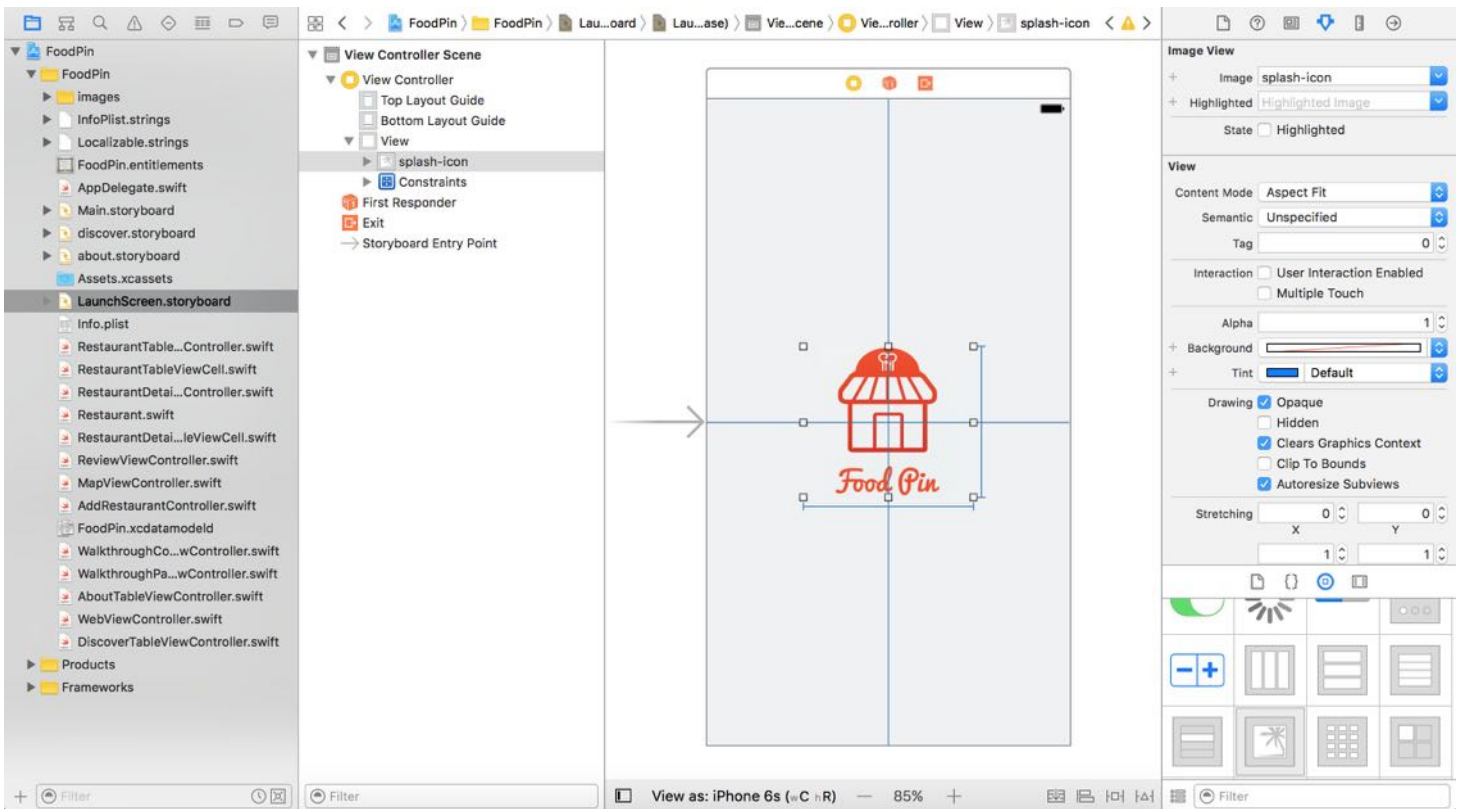 FoodPin 〉 FoodPin 〉 Lau...oard 〉 Lau...ase) 〉 Vie...cene 〉 Vie...roller 〉 View 〉 splash-icon
FoodPin
FoodPin
images
InfoPlist.strings
Localizable.strings
FoodPin.entitlements
AppDelegate.swift
Main.storyboard
discover.storyboard
about.storyboard
Assets.xcassets
LaunchScreen.storyboard
Info.plist
RestaurantTable...Controller.swift
RestaurantTableViewCell.swift
RestaurantDetai...Controller.swift
Restaurant.swift
RestaurantDetai...leViewCell.swift
ReviewViewController.swift
MapViewController.swift
AddRestaurantController.swift
FoodPin.xcdatamodeld
WalkthroughCo...wController.swift
WalkthroughPa...wController.swift
AboutTableViewController.swift
WebViewController.swift
DiscoverTableViewController.swift
Products
Frameworks
Filter
View Controller Scene
View Controller
Top Layout Guide
Bottom Layout Guide
View
splash-icon
Constraints
First Responder
Exit
Storyboard Entry Point
Filter
Food Pin
View as: iPhone 6s (wC hR) — 85% +
Image View
Image splash-icon
Highlighted Highlighted Image
State Highlighted
View
Content Mode Aspect Fit
Semantic Unspecified
Tag 0
Interaction User Interaction Enabled
Multiple Touch
Alpha 1
Background
Tint Default
Drawing Opaque
Hidden
Clears Graphics Context
Clip To Bounds
Autoresize Subviews
Stretching 0 0
X Y
1 1
Filter